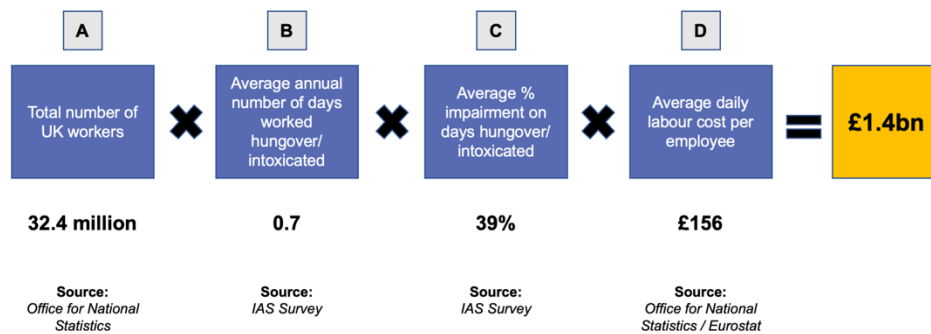 A
B
C
D
Total number of
UK workers
Average annual
number of days
worked
hungover/
intoxicated
Average %
impairment on
days hungover/
intoxicated
Average daily
labour cost per
employee
£1.4bn
32.4 million
0.7
39%
£156
Source:
Office for National
Statistics
Source:
IAS Survey
Source:
IAS Survey
Source:
Office for National
Statistics / Eurostat